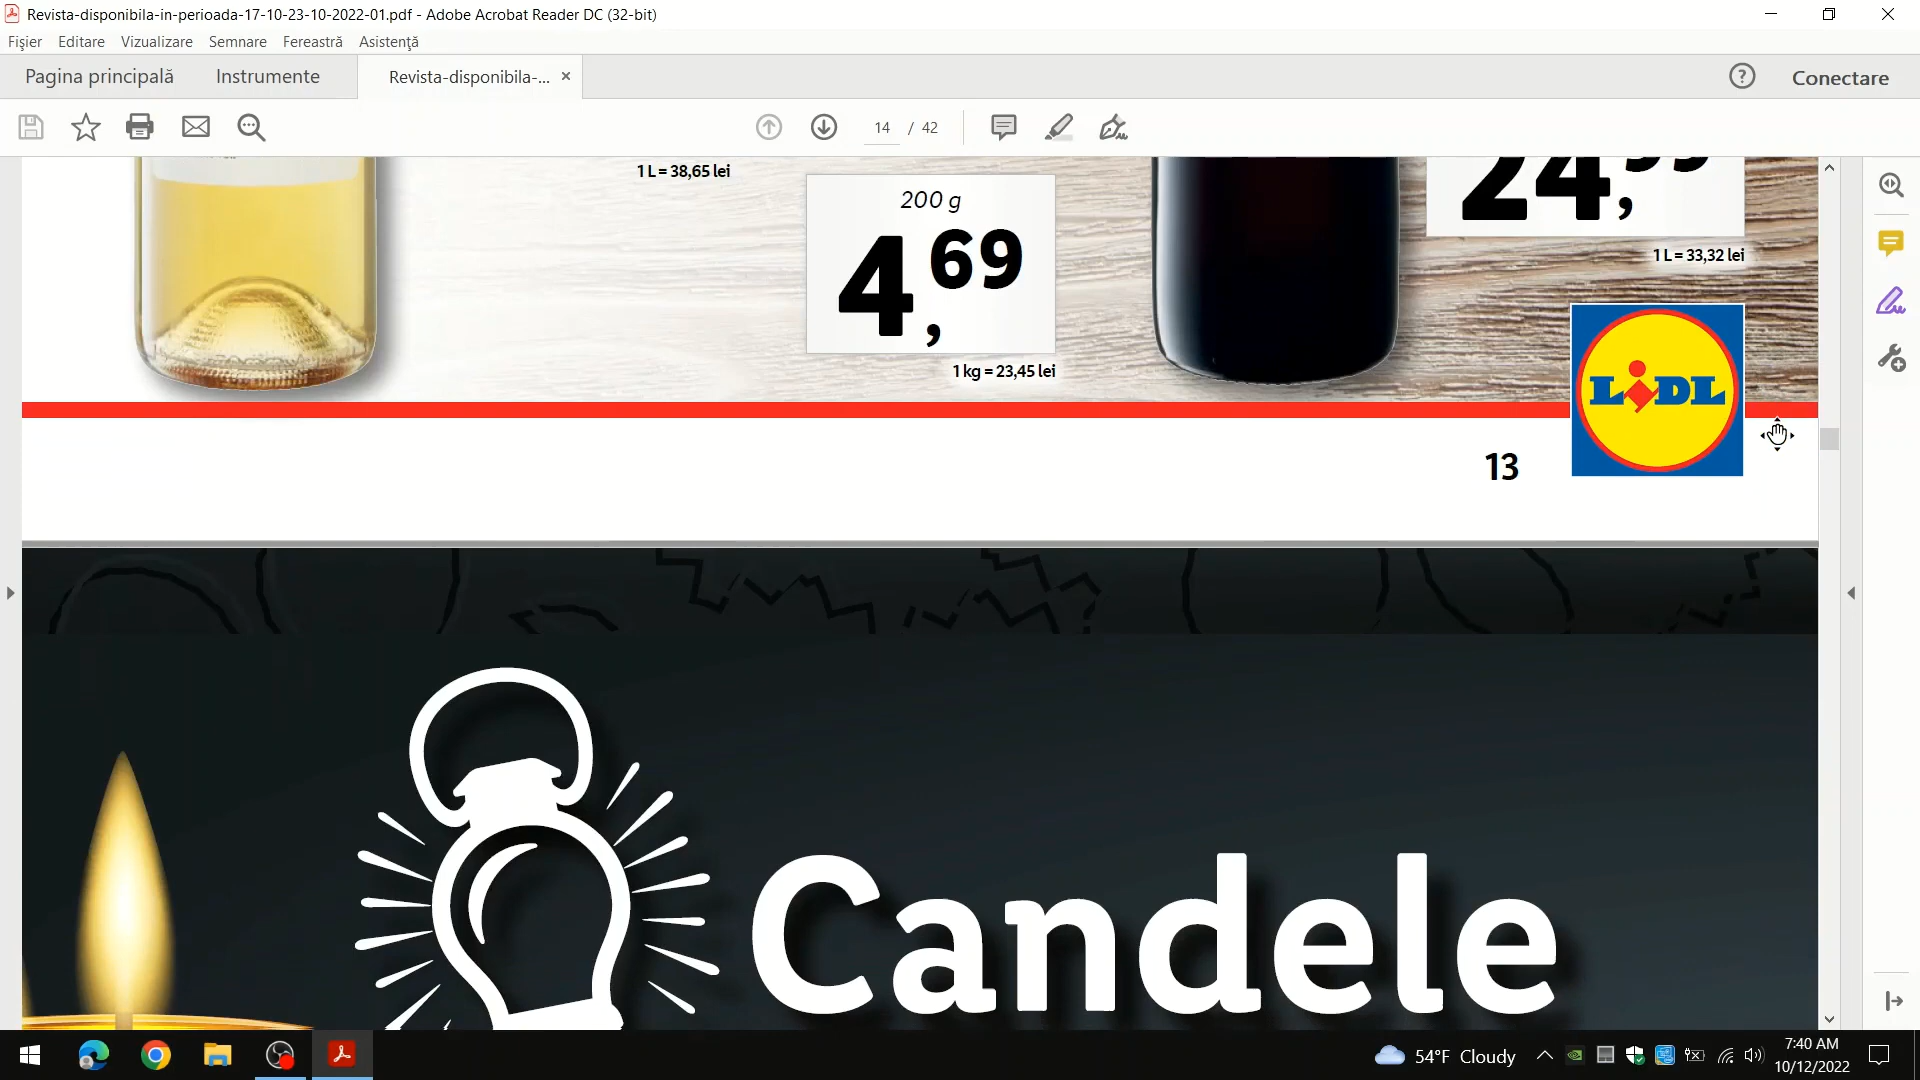 Revista-disponibila-in-perioada-17-10-23-10-2022-01.pdf - Adobe Acrobat Reader DC (32-bit)
Fișier Editare Vizualizare Semnare Fereastră Asistență
Pagina principală Instrumente Revista-disponibila-... × Conectare
14 / 42
1 L = 38,65 lei
200 g
4,69
1 kg = 23,45 lei
24,99
1 L = 33,32 lei
LIDL
13
Candele
54°F Cloudy
7:40 AM
10/12/2022